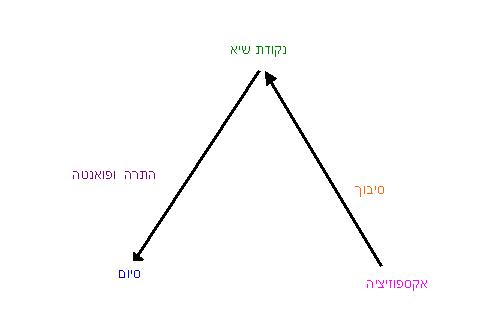 נקודת שיא
התרה ופואנטה
סיבוך
סיום
אקספוזיציה